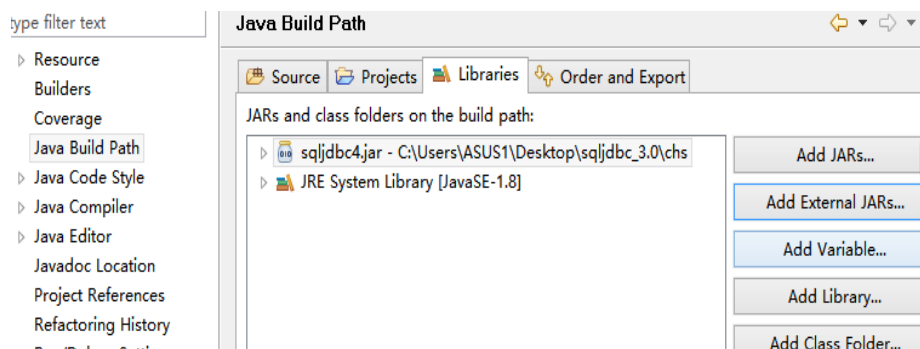 type filter text
Java Build Path
Resource
Builders
Coverage
Java Build Path
Java Code Style
Java Compiler
Java Editor
Javadoc Location
Project References
Refactoring History
Source Projects Libraries Order and Export
JARs and class folders on the build path:
sqljdbc4.jar - C:\Users\ASUS1\Desktop\sqljdbc_3.0\chs
JRE System Library [JavaSE-1.8]
Add JARs...
Add External JARs...
Add Variable...
Add Library...
Add Class Folder...